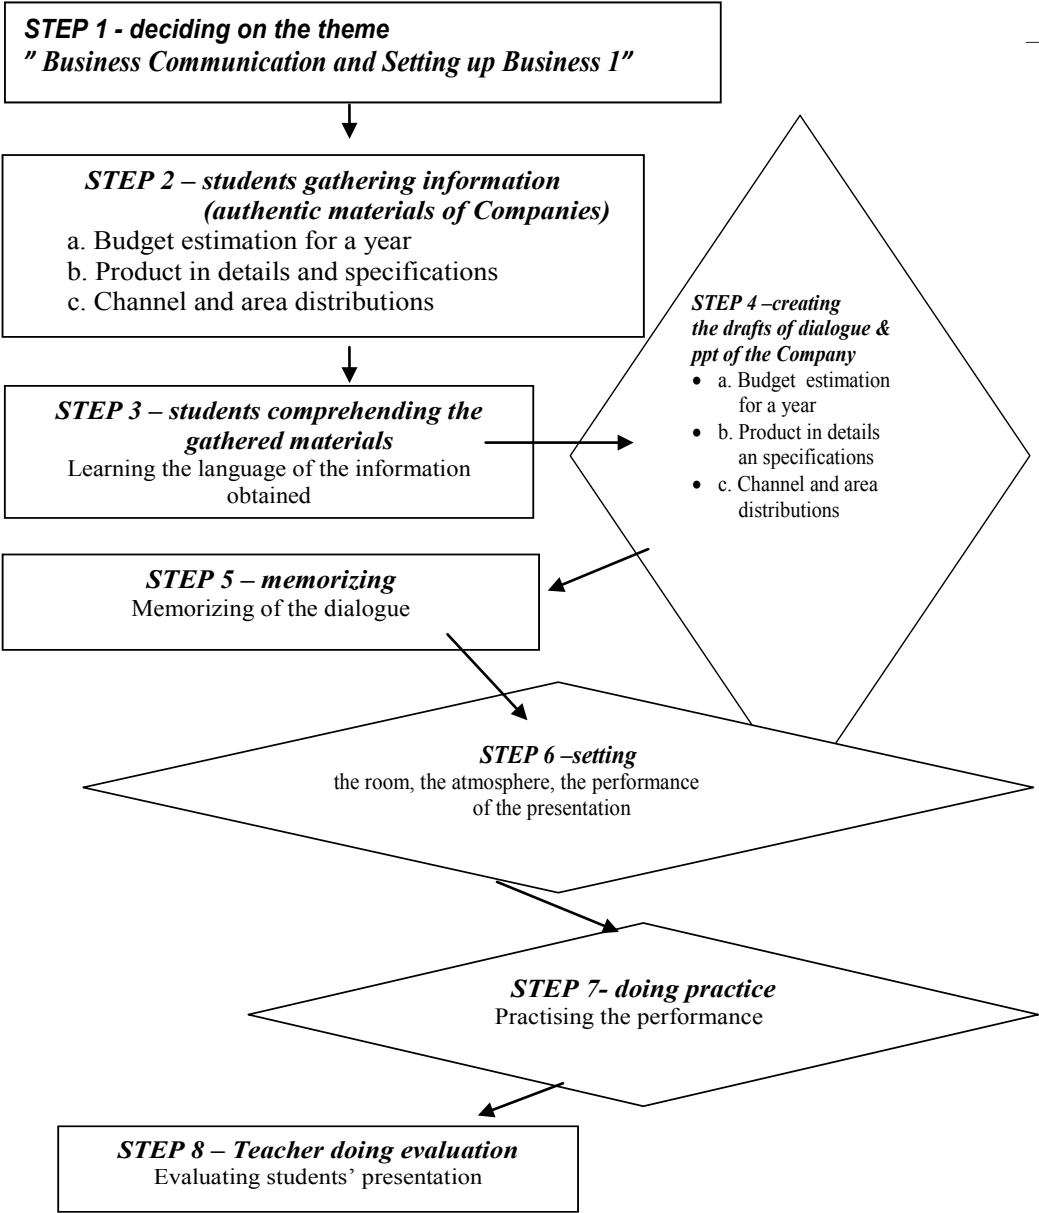 STEP 1 - deciding on the theme
” Business Communication and Setting up Business 1”
STEP 2 – students gathering information
(authentic materials of Companies)
a. Budget estimation for a year
b. Product in details and specifications
c. Channel and area distributions
STEP 3 – students comprehending the
gathered materials
Learning the language of the information
obtained
STEP 4 –creating
the drafts of dialogue &
ppt of the Company
• a. Budget estimation
for a year
• b. Product in details
an specifications
• c. Channel and area
distributions
STEP 5 – memorizing
Memorizing of the dialogue
STEP 6 –setting
the room, the atmosphere, the performance
of the presentation
STEP 7- doing practice
Practising the performance
STEP 8 – Teacher doing evaluation
Evaluating students’ presentation